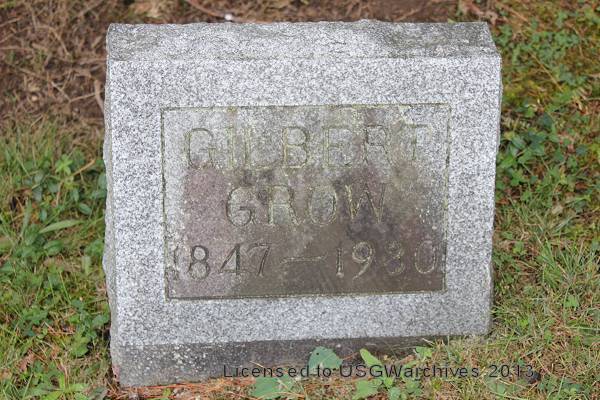 GILBERT
GROW
1847-1930
Licensed to USGWarchives 2013